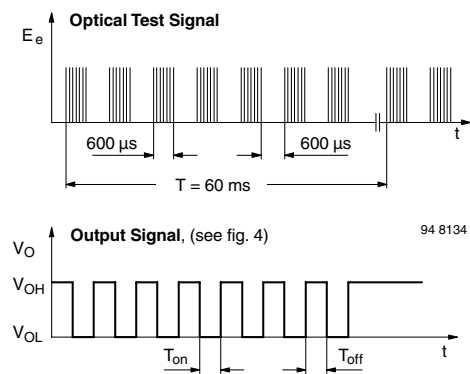 Optical Test Signal
E e
t
600 µs
600 µs
T = 60 ms
Output Signal, (see fig. 4)
94 8134
V O
V OH
V OL
t
T on
T off